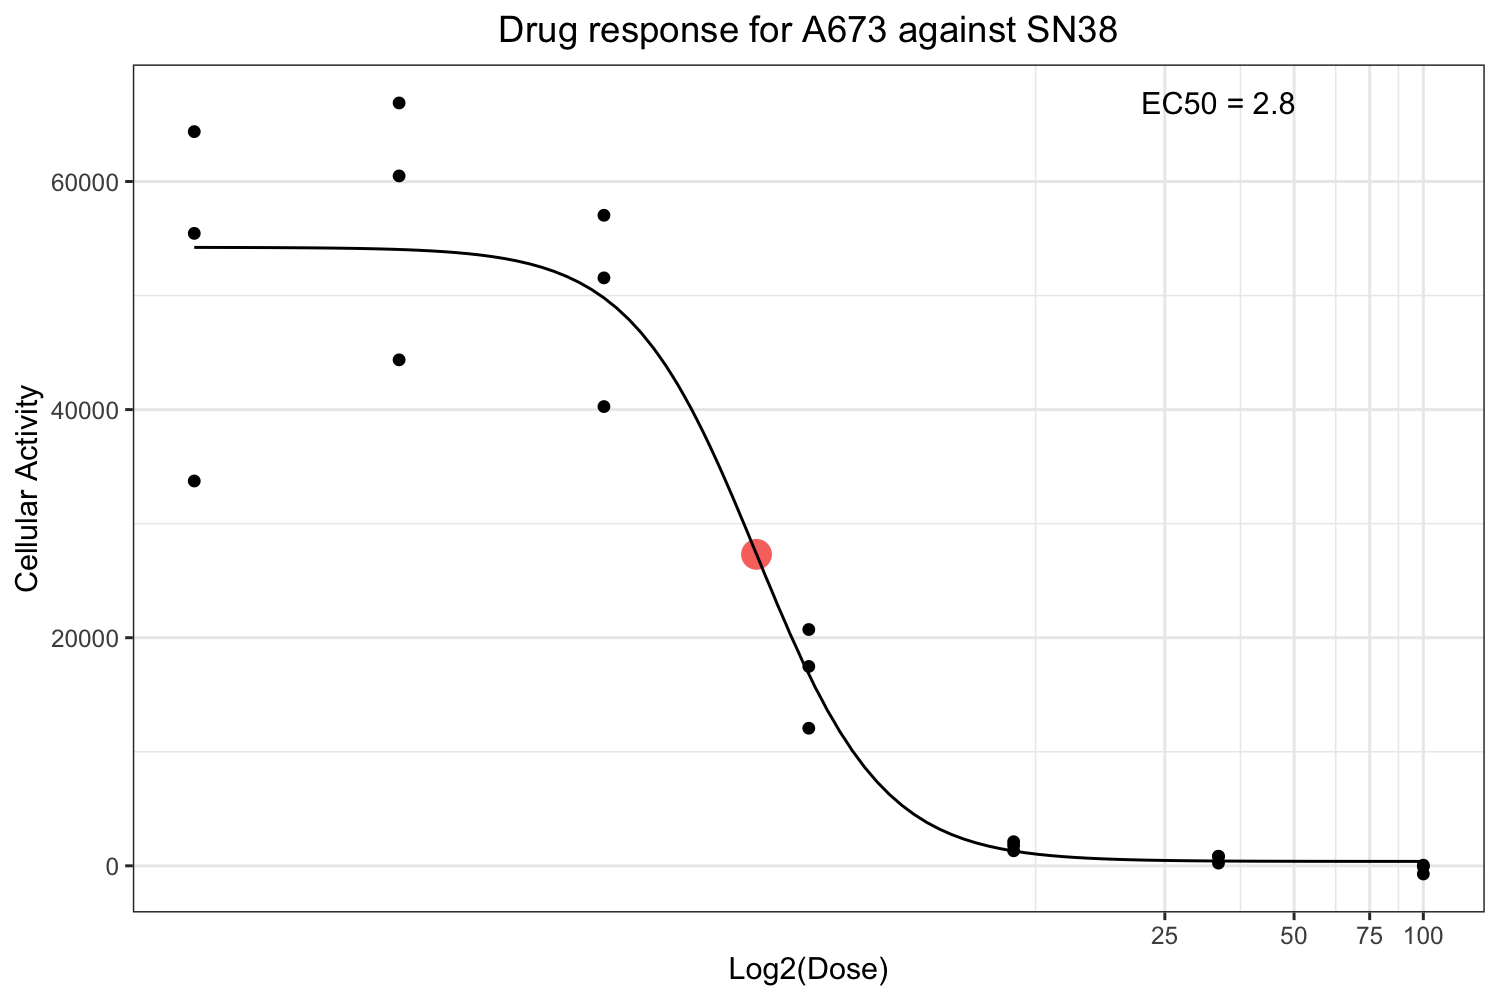 Drug response for A673 against SN38
EC50 = 2.8
60000
40000
20000
0
Cellular Activity
25 50 75 100
Log2(Dose)